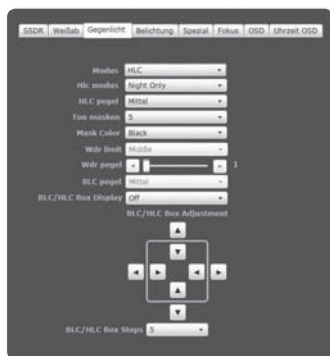 SSDR Weißab Gegenlicht Belichtung Spezial Fokus OSD Uhrzeit OSD
Modus HLC
Hlc modus Night Only
HLC pegel Mittel
Ton masken 5
Mask Color Black
Wdr limit Middle
Wdr pegel 1
BLC pegel Mittel
BLC/HLC Box Display Off
BLC/HLC Box Adjustment
BLC/HLC Box Steps 5